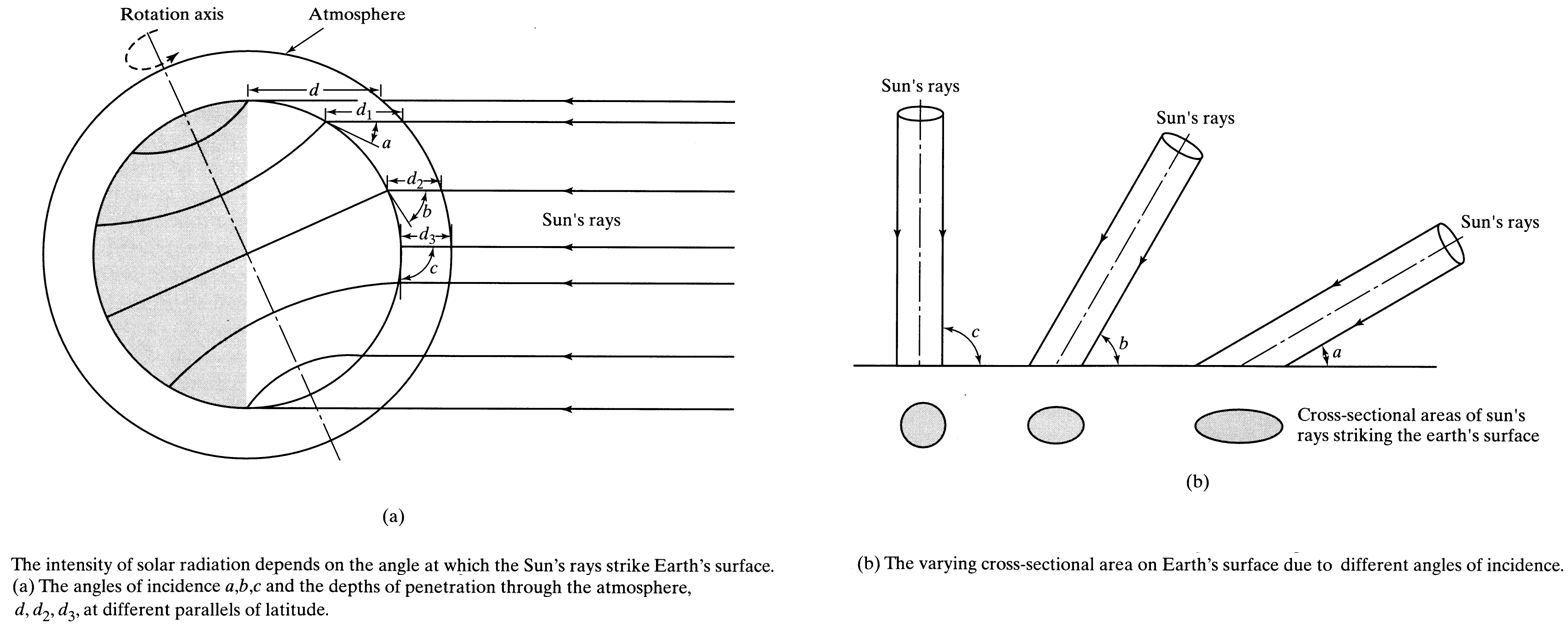 Rotation axis
Atmosphere
d
d₁
a
d₂
b
Sun's rays
d₃
c
(a)
Sun's rays
Sun's rays
Sun's rays
c
b
a
Cross-sectional areas of sun's
rays striking the earth's surface
(b)
The intensity of solar radiation depends on the angle at which the Sun's rays strike Earth's surface.
(a) The angles of incidence a,b,c and the depths of penetration through the atmosphere,
d, d₂, d₃, at different parallels of latitude.
(b) The varying cross-sectional area on Earth's surface due to different angles of incidence.